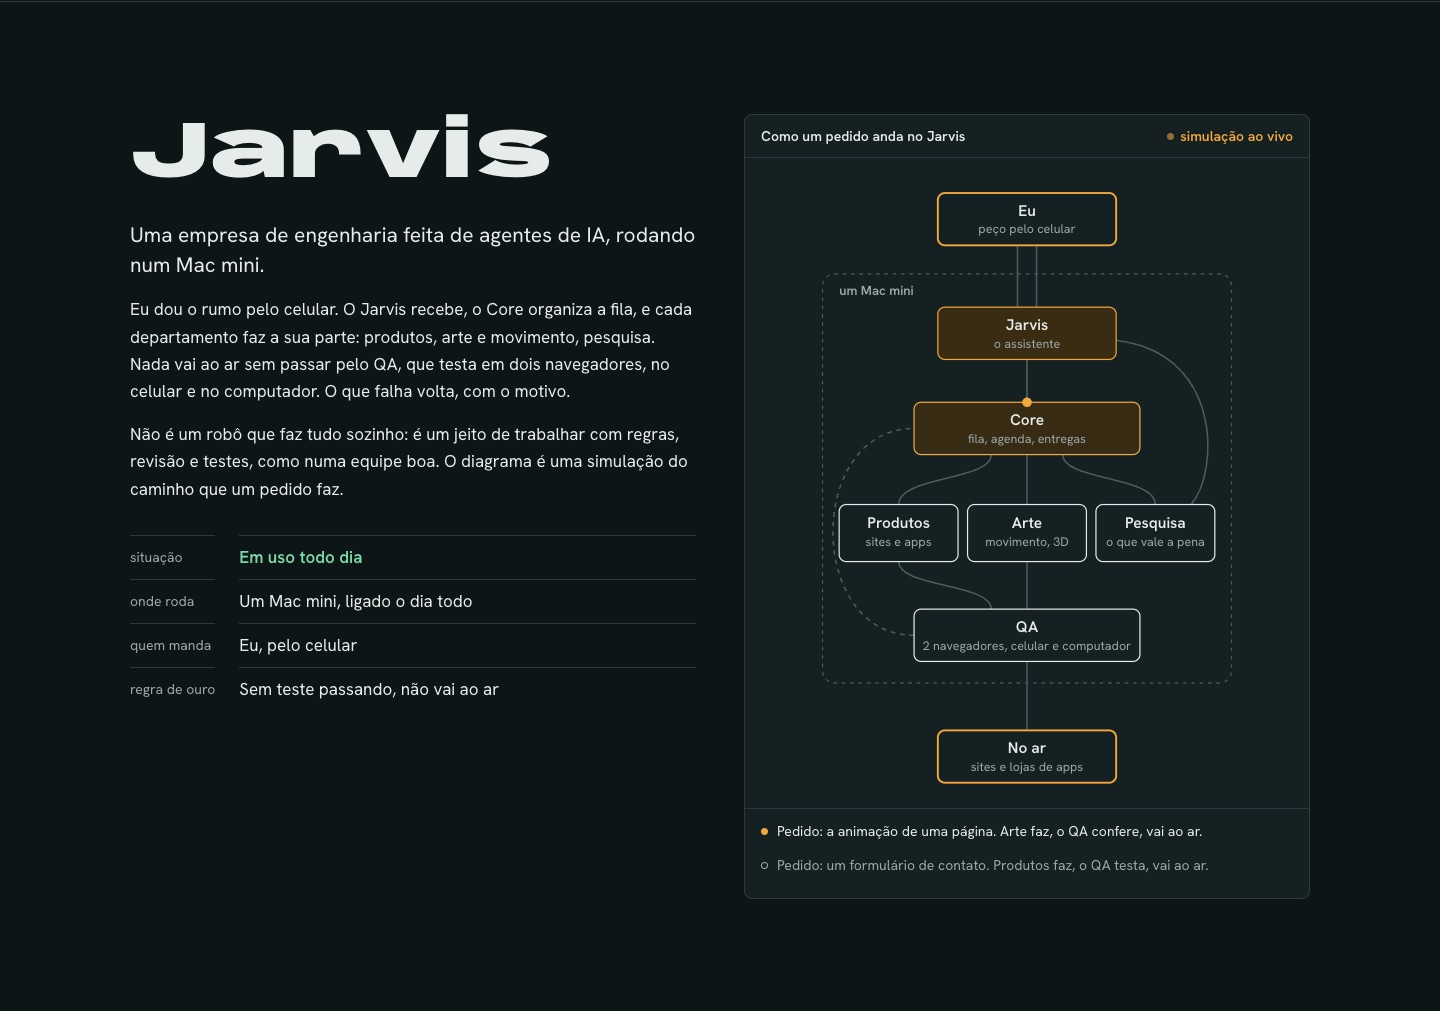 Jarvis
Uma empresa de engenharia feita de agentes de IA, rodando
num Mac mini.
Eu dou o rumo pelo celular. O Jarvis recebe, o Core organiza a fila, e cada
departamento faz a sua parte: produtos, arte e movimento, pesquisa.
Nada vai ao ar sem passar pelo QA, que testa em dois navegadores, no
celular e no computador. O que falha volta, com o motivo.
Não é um robô que faz tudo sozinho: é um jeito de trabalhar com regras,
revisão e testes, como numa equipe boa. O diagrama é uma simulação do
caminho que um pedido faz.
situação Em uso todo dia
onde roda Um Mac mini, ligado o dia todo
quem manda Eu, pelo celular
regra de ouro Sem teste passando, não vai ao ar
Como um pedido anda no Jarvis simulação ao vivo
Eu
peço pelo celular
um Mac mini
Jarvis
o assistente
Core
fila, agenda, entregas
Produtos
sites e apps
Arte
movimento, 3D
Pesquisa
o que vale a pena
QA
2 navegadores, celular e computador
No ar
sites e lojas de apps
Pedido: a animação de uma página. Arte faz, o QA confere, vai ao ar.
Pedido: um formulário de contato. Produtos faz, o QA testa, vai ao ar.